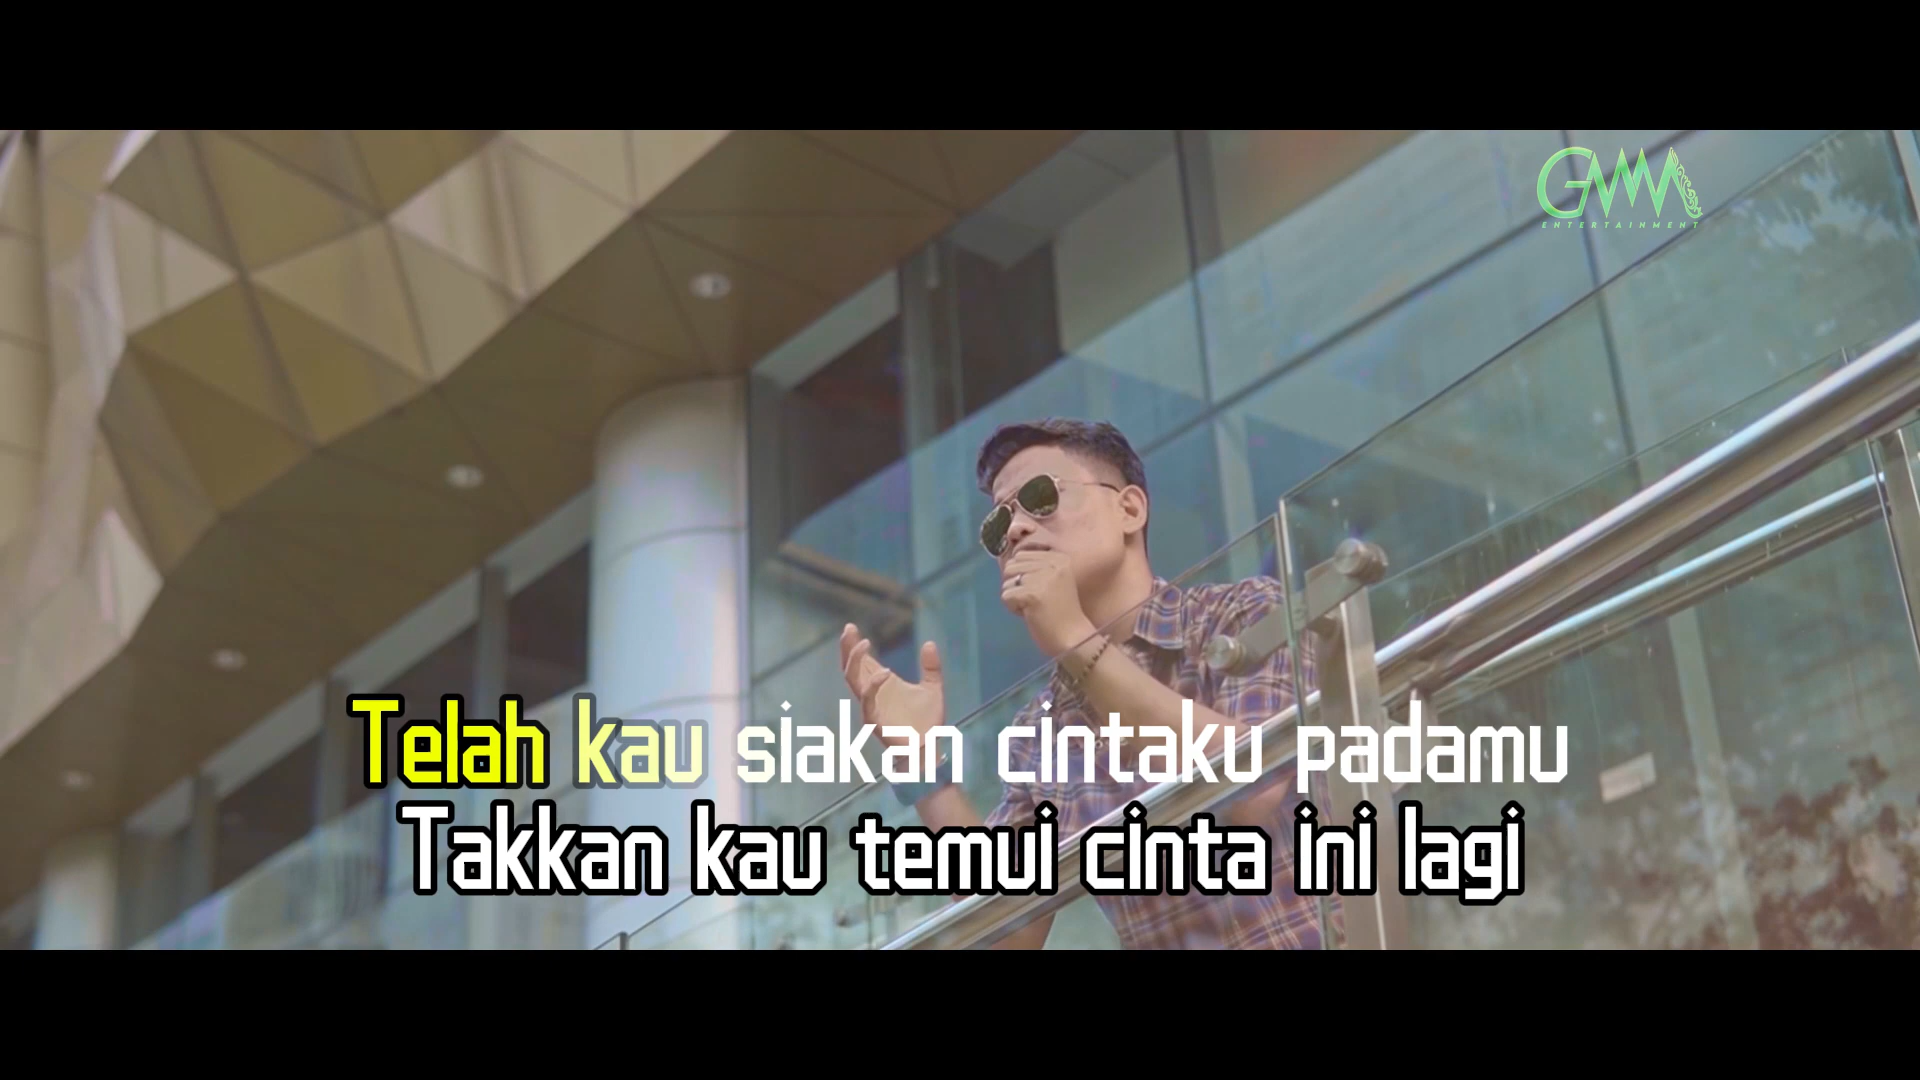 GMM
ENTERTAINMENT
Telah kau siakan cintaku padamu
Takkan kau temui cinta ini lagi